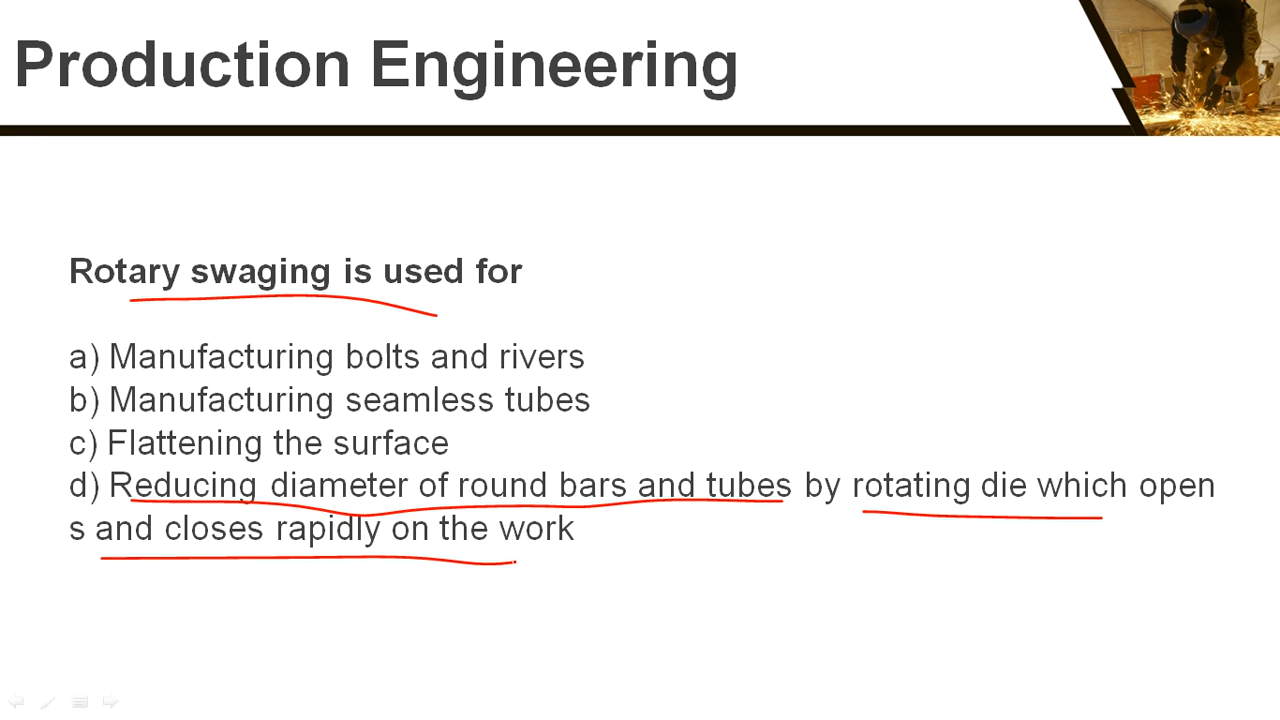 Production Engineering
Rotary swaging is used for
a) Manufacturing bolts and rivers
b) Manufacturing seamless tubes
c) Flattening the surface
d) Reducing diameter of round bars and tubes by rotating die which open
s and closes rapidly on the work